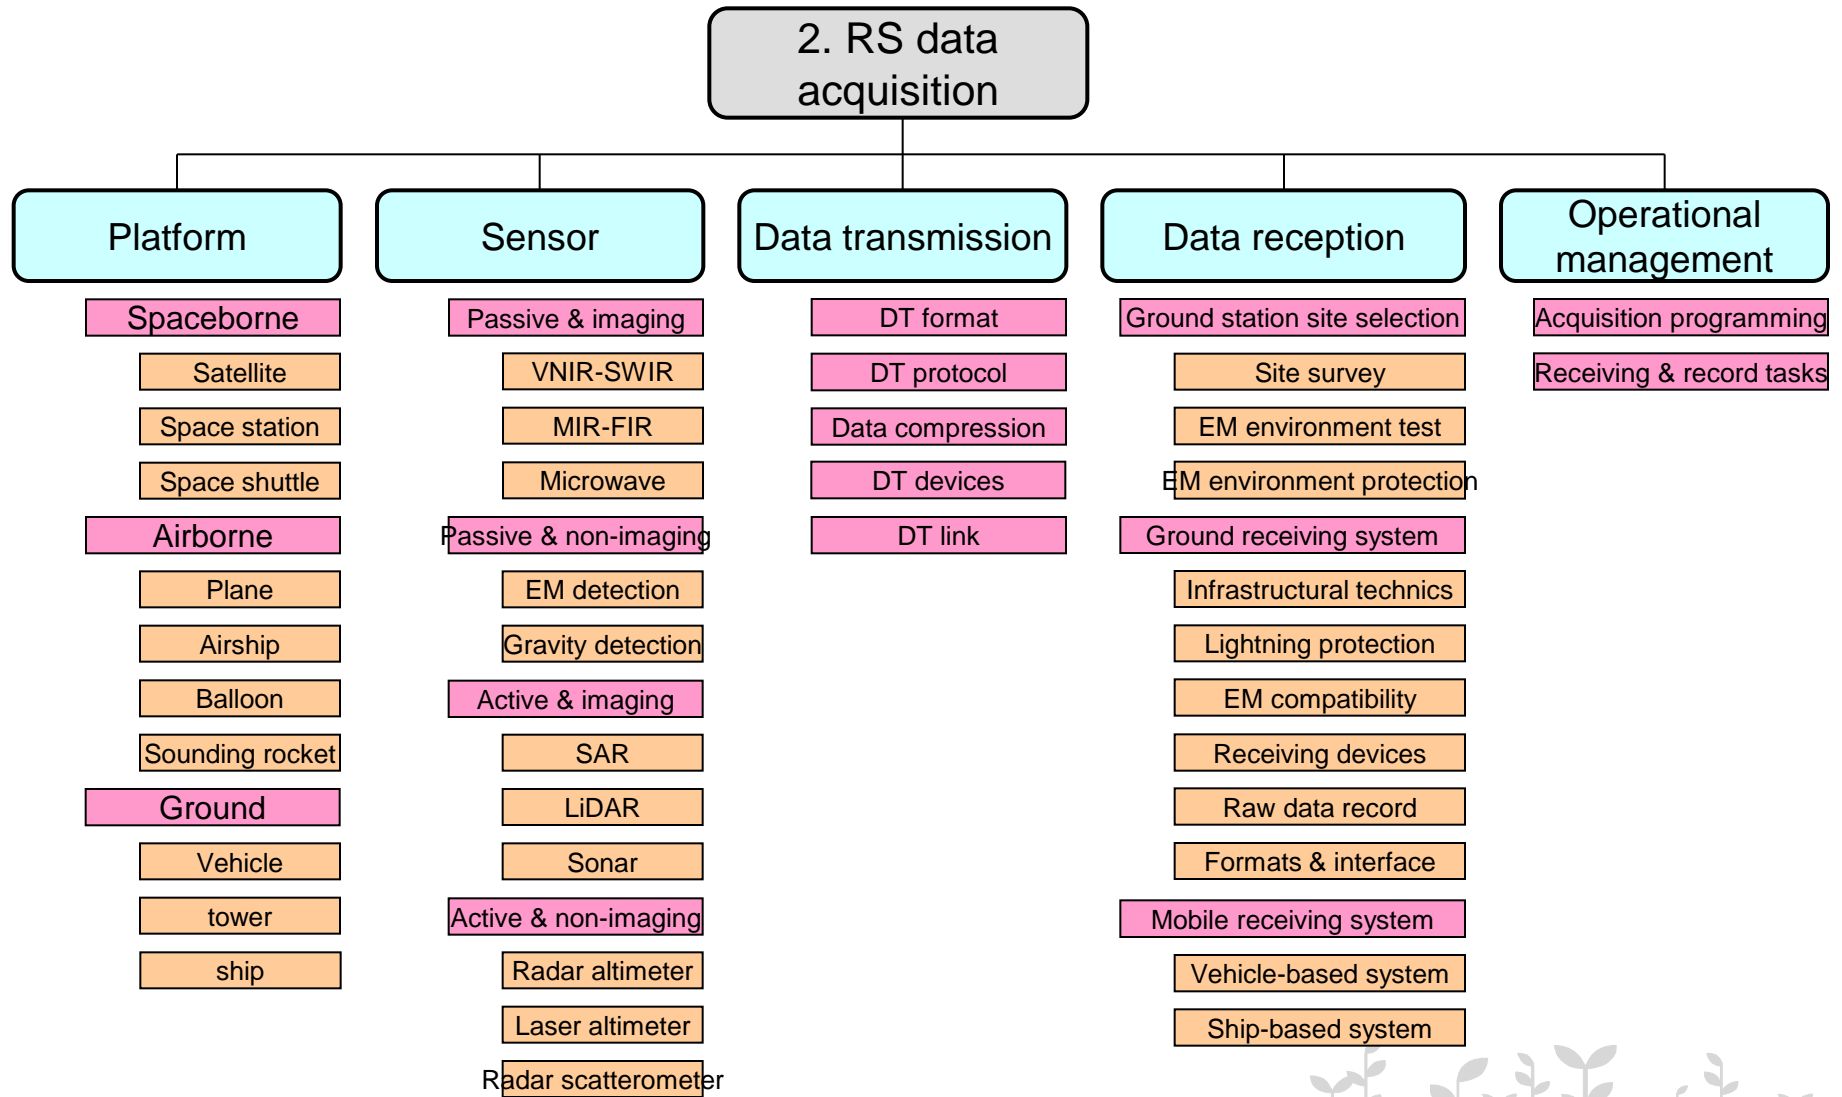 2. RS data
acquisition
Platform
Spaceborne
Satellite
Space station
Space shuttle
Airborne
Plane
Airship
Balloon
Sounding rocket
Ground
Vehicle
tower
ship
Sensor
Passive & imaging
VNIR-SWIR
MIR-FIR
Microwave
Passive & non-imaging
EM detection
Gravity detection
Active & imaging
SAR
LiDAR
Sonar
Active & non-imaging
Radar altimeter
Laser altimeter
Radar scatterometer
Data transmission
DT format
DT protocol
Data compression
DT devices
DT link
Data reception
Ground station site selection
Site survey
EM environment test
EM environment protection
Ground receiving system
Infrastructural technics
Lightning protection
EM compatibility
Receiving devices
Raw data record
Formats & interface
Mobile receiving system
Vehicle-based system
Ship-based system
Operational
management
Acquisition programming
Receiving & record tasks